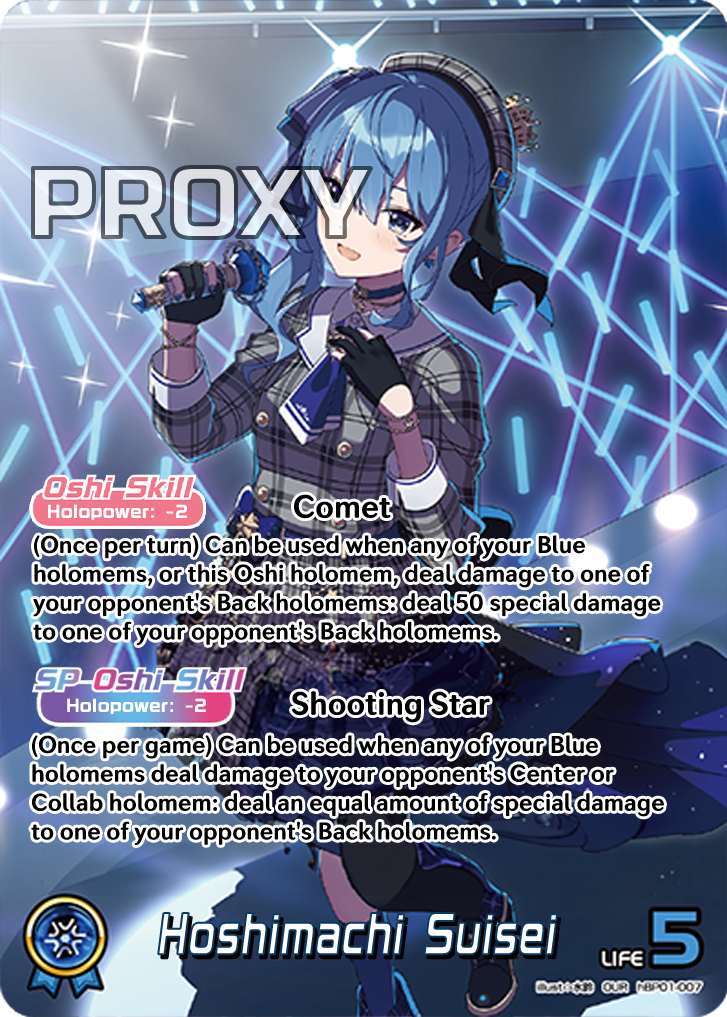 PROXY
Oshi Skill
Holopower: -2
Comet
(Once per turn) Can be used when any of your Blue
holomems, or this Oshi holomem, deal damage to one of
your opponent's Back holomems: deal 50 special damage
to one of your opponent's Back holomems.
SP Oshi Skill
Holopower: -2
Shooting Star
(Once per game) Can be used when any of your Blue
holomems deal damage to your opponent's Center or
Collab holomem: deal an equal amount of special damage
to one of your opponent's Back holomems.
Hoshimachi Suisei
LIFE 5
illust:水鈴 OUR hBP01-007